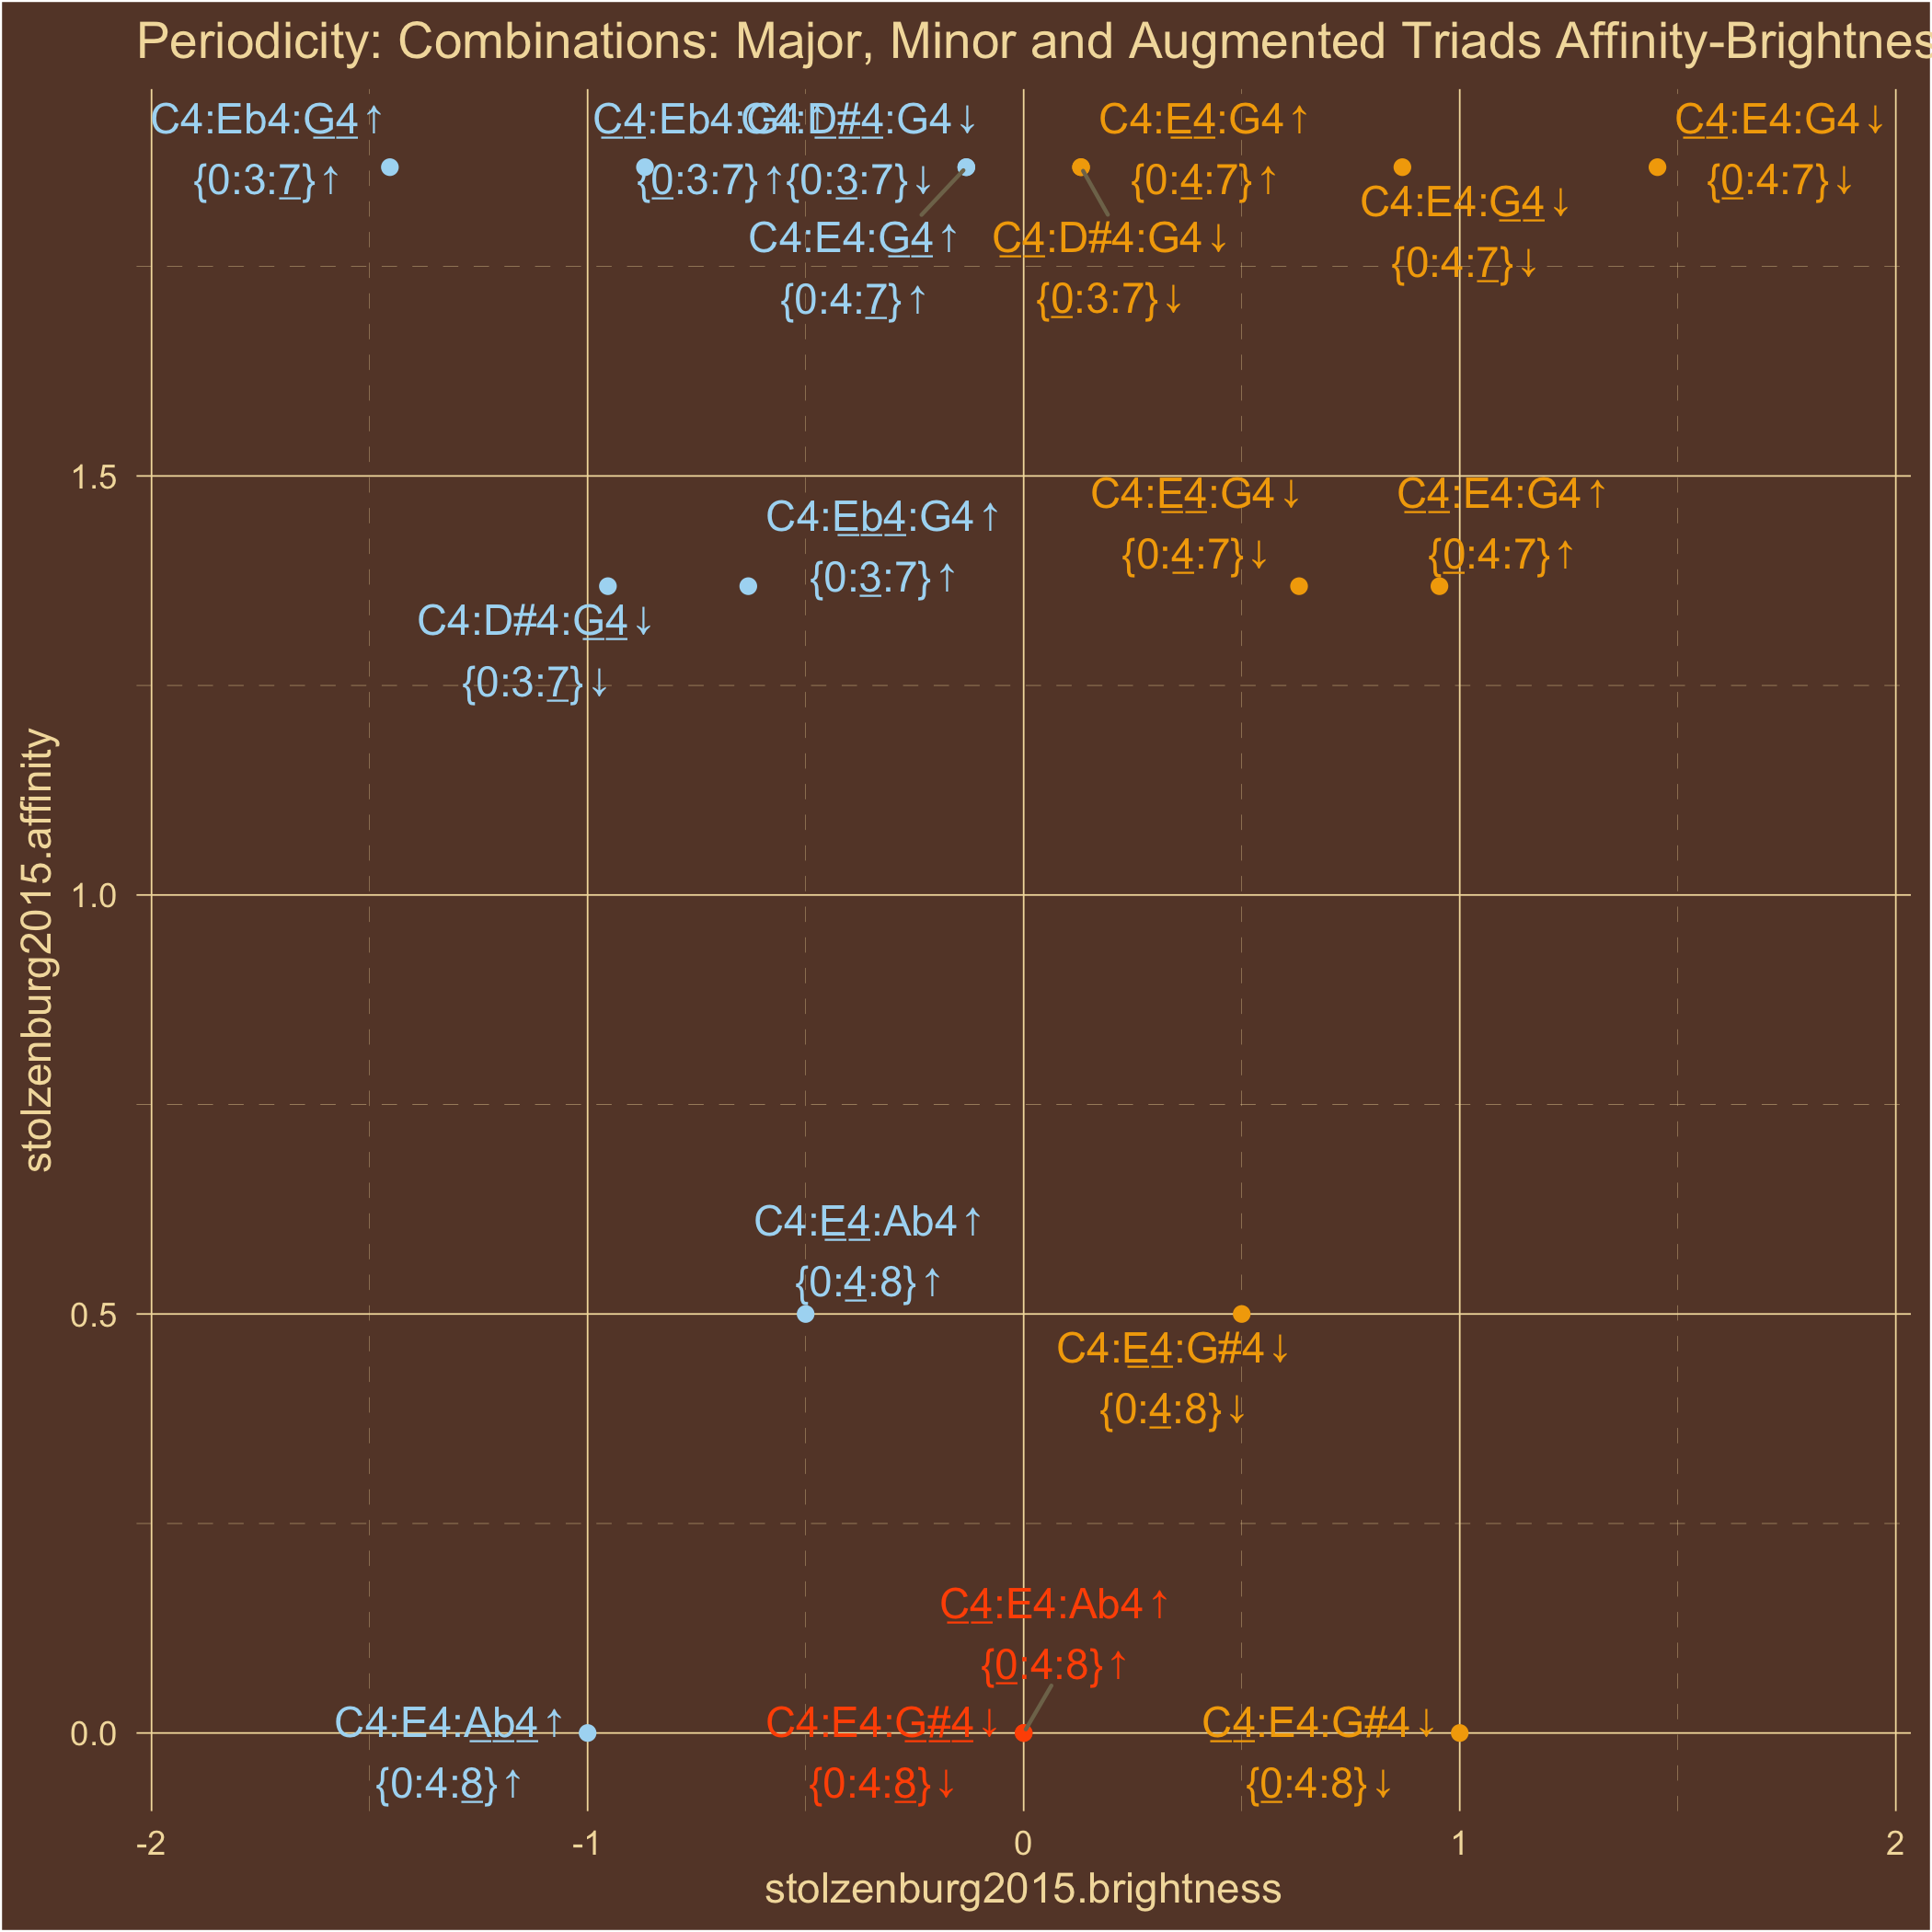 Periodicity: Combinations: Major, Minor and Augmented Triads Affinity-Brightnes
C4:Eb4:G4↑
{0:3:7}↑
C4:Eb4:G4↑
{0:3:7}↑
C4:D#4:G4↓
{0:3:7}↓
C4:E4:G4↑
{0:4:7}↑
C4:E4:G4↓
{0:4:7}↓
C4:E4:G4↓
{0:4:7}↓
C4:E4:G4↑
{0:4:7}↑
C4:D#4:G4↓
{0:3:7}↓
1.5
C4:Eb4:G4↑
{0:3:7}↑
C4:E4:G4↓
{0:4:7}↓
C4:E4:G4↑
{0:4:7}↑
C4:D#4:G4↓
{0:3:7}↓
1.0
stolzenburg2015.affinity
C4:E4:Ab4↑
{0:4:8}↑
0.5
C4:E4:G#4↓
{0:4:8}↓
C4:E4:Ab4↑
{0:4:8}↑
0.0
C4:E4:Ab4↑
{0:4:8}↑
C4:E4:G#4↓
{0:4:8}↓
C4:E4:G#4↓
{0:4:8}↓
-2 -1 0 1 2
stolzenburg2015.brightness